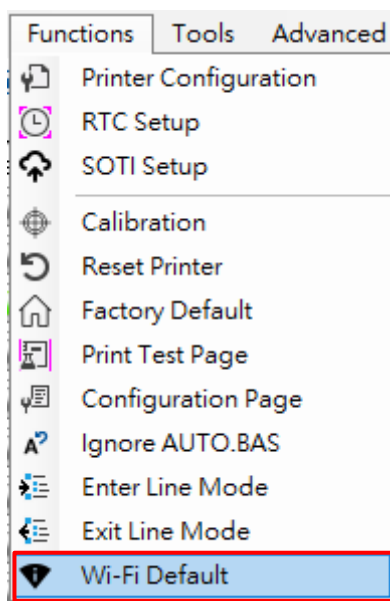 Functions Tools Advanced
Printer Configuration
RTC Setup
SOTI Setup
Calibration
Reset Printer
Factory Default
Print Test Page
Configuration Page
Ignore AUTO.BAS
Enter Line Mode
Exit Line Mode
Wi-Fi Default